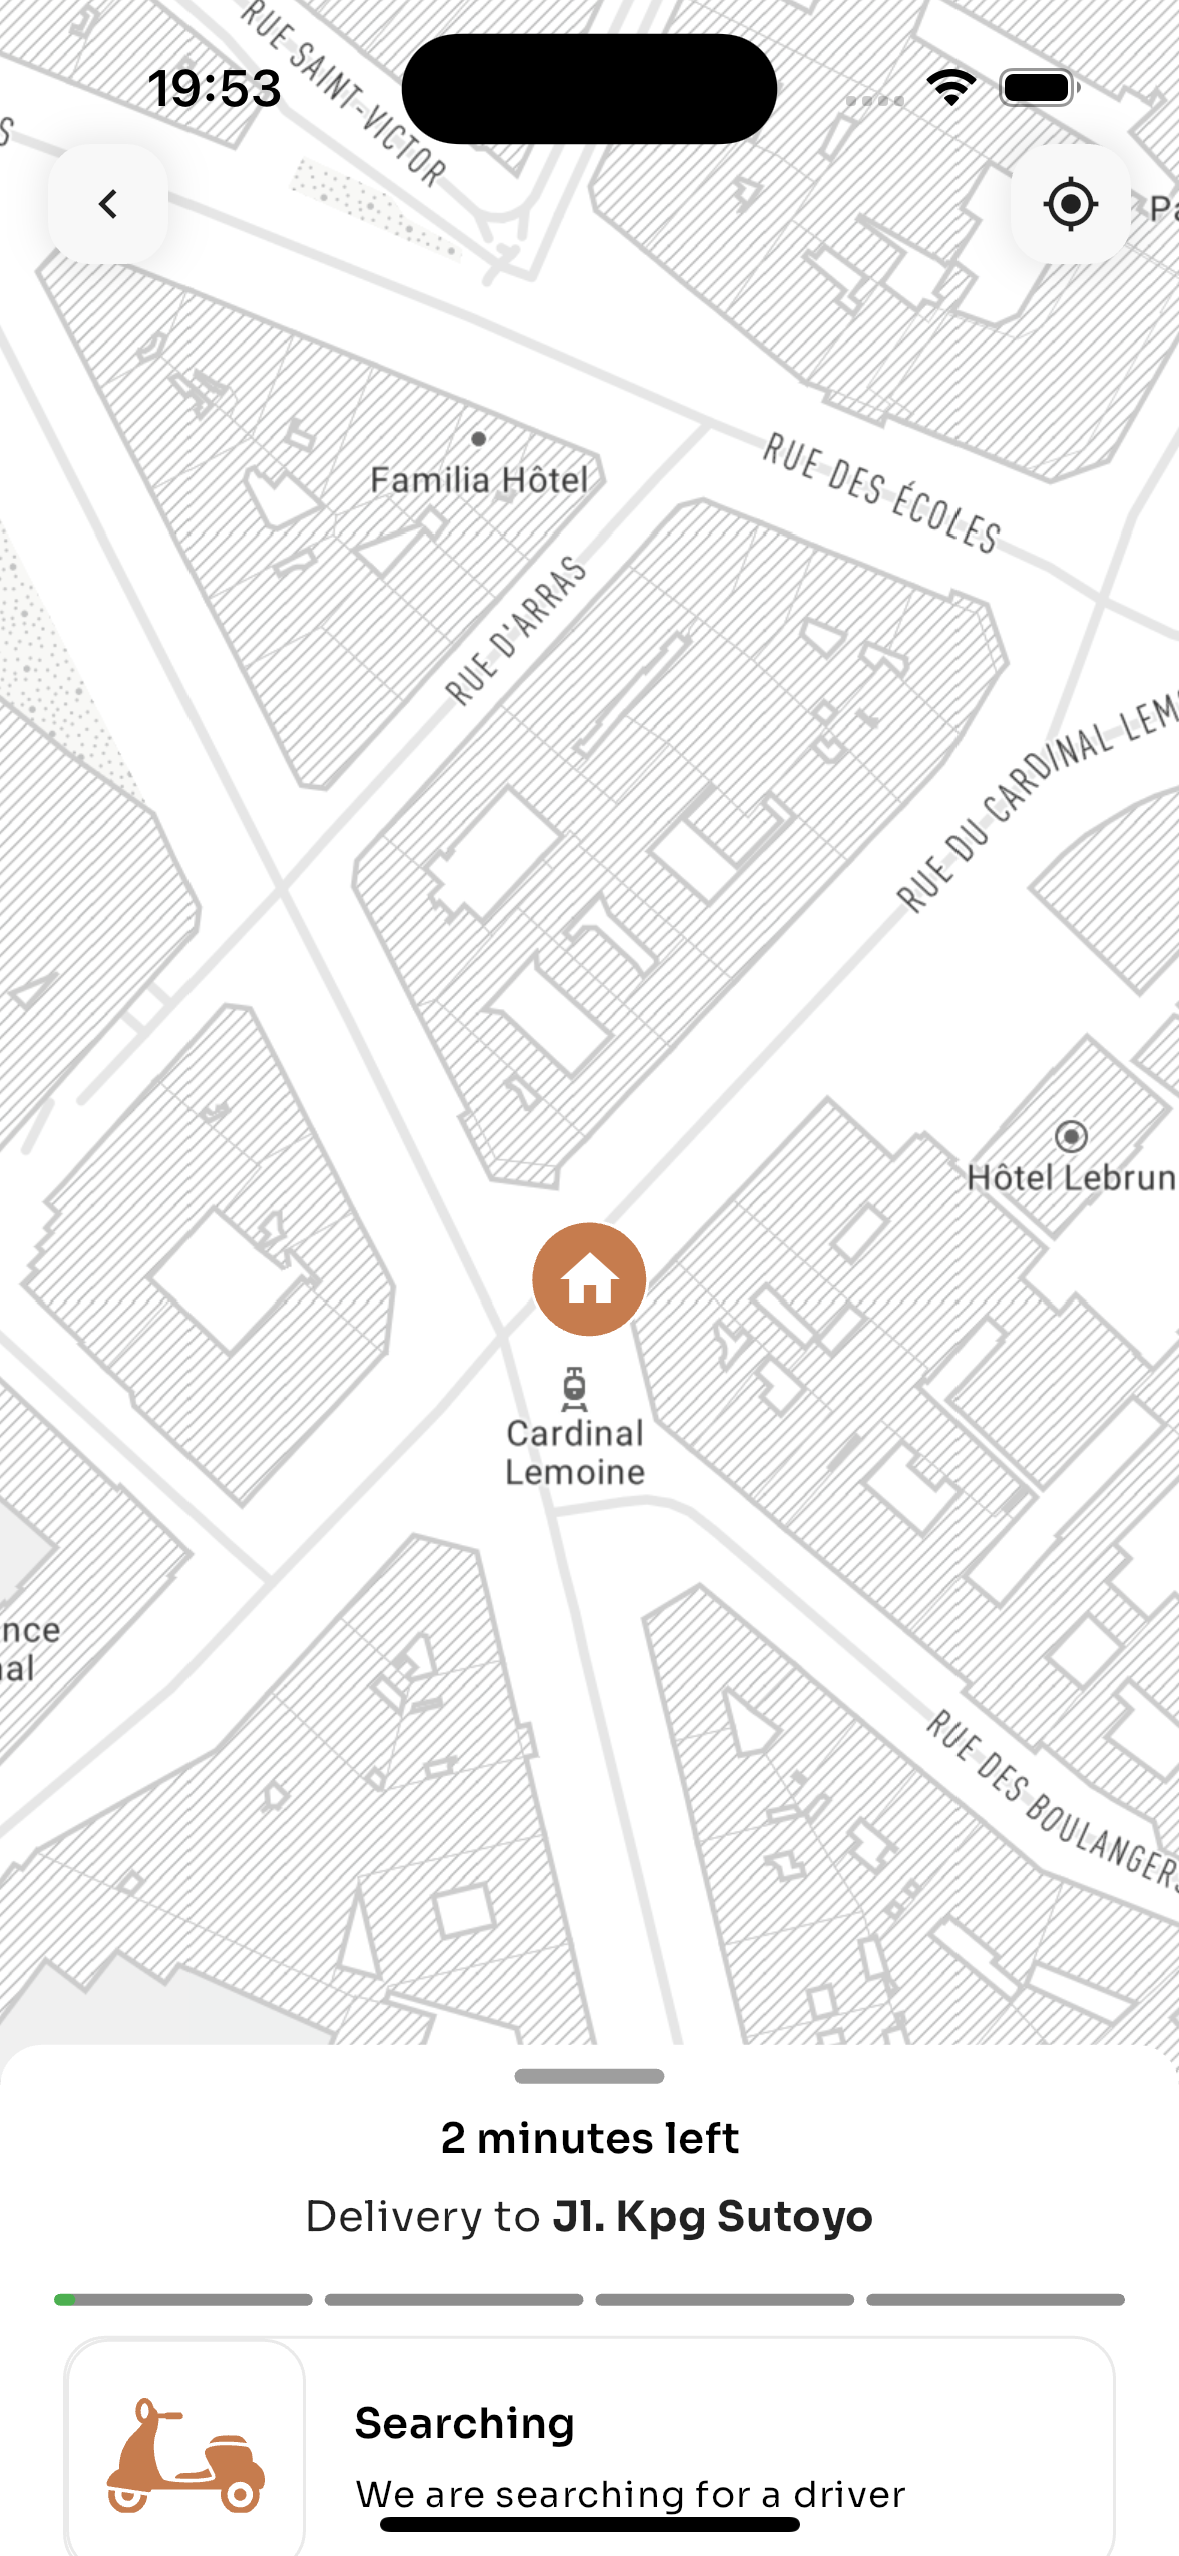 19:53
RUE SAINT-VICTOR
Familia Hôtel
RUE DES ÉCOLES
RUE D'ARRAS
RUE DU CARDINAL LEM
Hôtel Lebrun
Cardinal
Lemoine
nce
al
RUE DES BOULANGERS
2 minutes left
Delivery to Jl. Kpg Sutoyo
Searching
We are searching for a driver